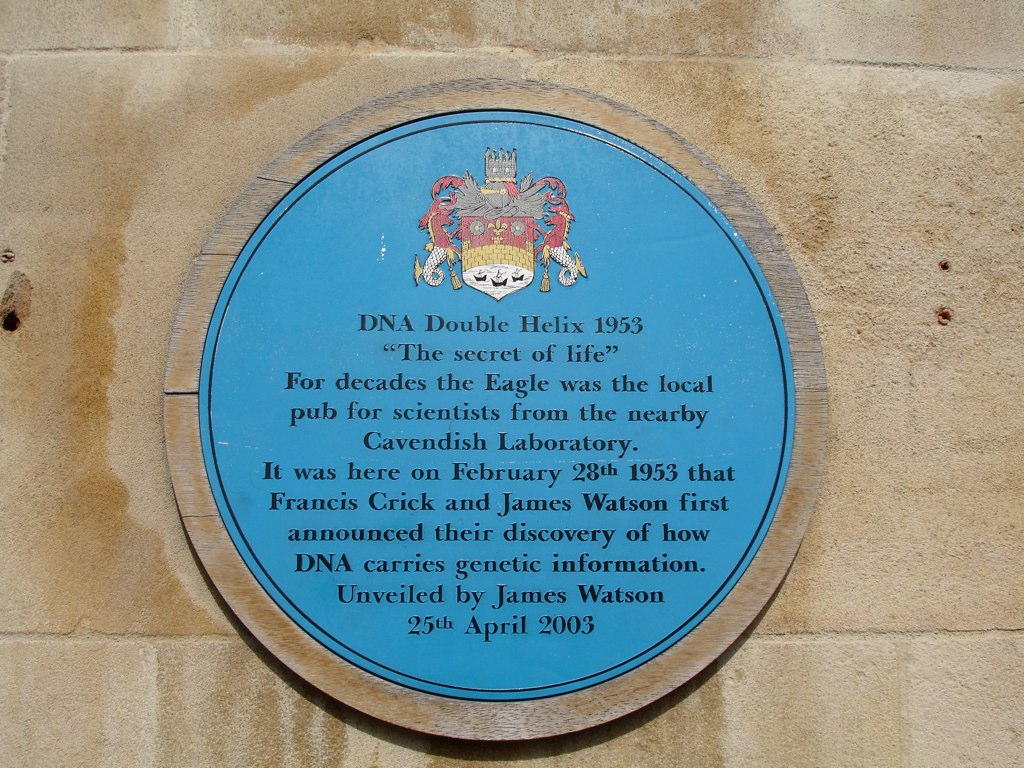 DNA Double Helix 1953
“The secret of life”
For decades the Eagle was the local
pub for scientists from the nearby
Cavendish Laboratory.
It was here on February 28th 1953 that
Francis Crick and James Watson first
announced their discovery of how
DNA carries genetic information.
Unveiled by James Watson
25th April 2003